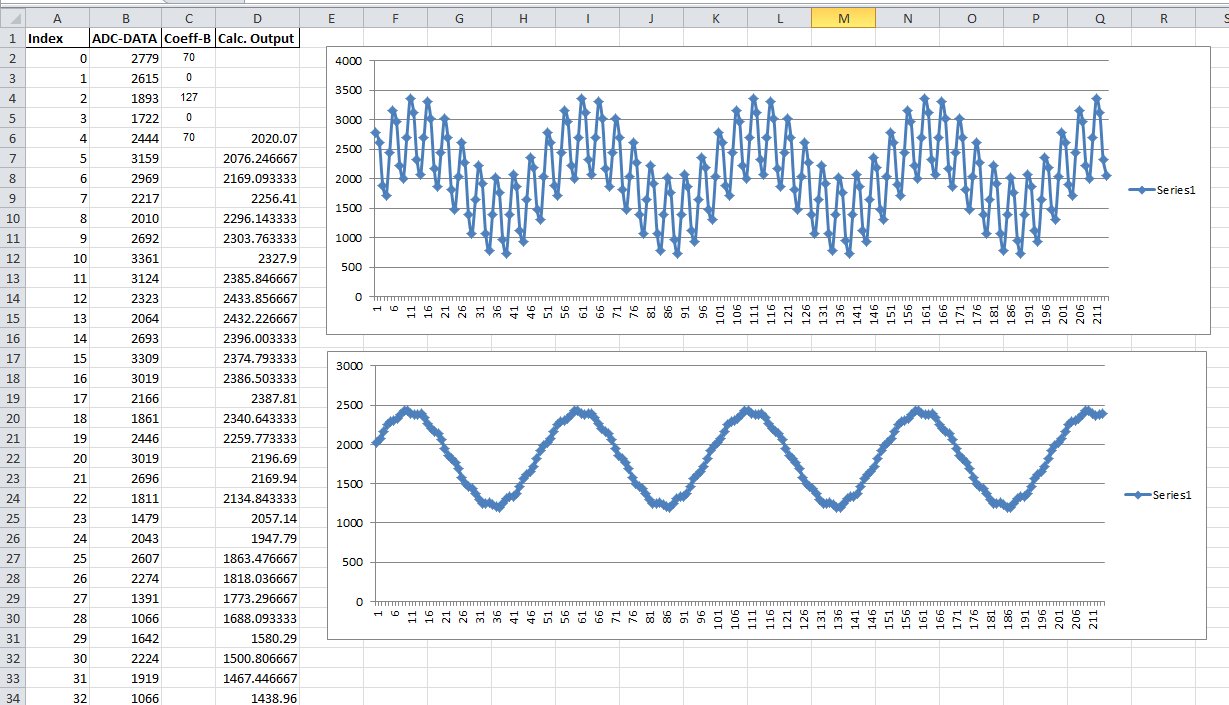 A B C D E F G H I J K L M N O P Q R S
1 Index ADC-DATA Coeff-B Calc. Output
2 0 2779 70
3 1 2615 0
4 2 1893 127
5 3 1722 0
6 4 2444 70 2020.07
7 5 3159 2076.246667
8 6 2969 2169.093333
9 7 2217 2256.41
10 8 2010 2296.143333
11 9 2692 2303.763333
12 10 3361 2327.9
13 11 3124 2385.846667
14 12 2323 2433.856667
15 13 2064 2432.226667
16 14 2693 2396.003333
17 15 3309 2374.793333
18 16 3019 2386.503333
19 17 2166 2387.81
20 18 1861 2340.643333
21 19 2446 2259.773333
22 20 3019 2196.69
23 21 2696 2169.94
24 22 1811 2134.843333
25 23 1479 2057.14
26 24 2043 1947.79
27 25 2607 1863.476667
28 26 2274 1818.036667
29 27 1391 1773.296667
30 28 1066 1688.093333
31 29 1642 1580.29
32 30 2224 1500.806667
33 31 1919 1467.446667
34 32 1066 1438.96
4000
3500
3000
2500
2000
1500
1000
500
0
1 6 11 16 21 26 31 36 41 46 51 56 61 66 71 76 81 86 91 96 101 106 111 116 121 126 131 136 141 146 151 156 161 166 171 176 181 186 191 196 201 206 211
Series1
3000
2500
2000
1500
1000
500
0
1 6 11 16 21 26 31 36 41 46 51 56 61 66 71 76 81 86 91 96 101 106 111 116 121 126 131 136 141 146 151 156 161 166 171 176 181 186 191 196 201 206 211
Series1